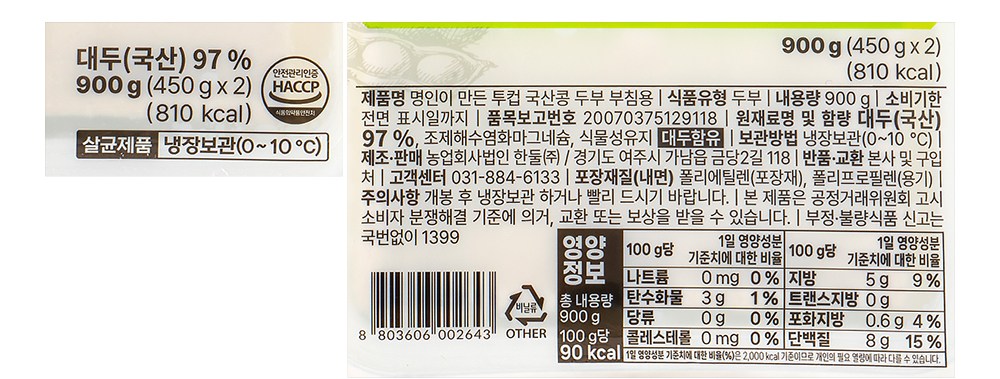 대두(국산) 97 %
900 g (450 g x 2)
(810 kcal)
안전관리인증
HACCP
식품의약품안전처
살균제품 냉장보관(0~10 °C)
900 g (450 g x 2)
(810 kcal)
제품명 명인이 만든 투컵 국산콩 두부 부침용 | 식품유형 두부 | 내용량 900 g | 소비기한
전면 표시일까지 | 품목보고번호 20070375129118 | 원재료명 및 함량 대두(국산)
97 %, 조제해수염화마그네슘, 식물성유지 대두함유 | 보관방법 냉장보관(0~10 °C) |
제조·판매 농업회사법인 한둘(주) / 경기도 여주시 가남읍 금당2길 118 | 반품·교환 본사 및 구입
처 | 고객센터 031-884-6133 | 포장재질(내면) 폴리에틸렌(포장재), 폴리프로필렌(용기) |
주의사항 개봉 후 냉장보관 하거나 빨리 드시기 바랍니다. | 본 제품은 공정거래위원회 고시
소비자 분쟁해결 기준에 의거, 교환 또는 보상을 받을 수 있습니다. | 부정·불량식품 신고는
국번없이 1399
8 803606 002643
비닐류
OTHER
영양
정보
총 내용량
900 g
100 g당
90 kcal
100 g당 1일 영양성분 기준치에 대한 비율 100 g당 1일 영양성분 기준치에 대한 비율
나트륨 0 mg 0 % 지방 5 g 9 %
탄수화물 3 g 1 % 트랜스지방 0 g
당류 0 g 0 % 포화지방 0.6 g 4 %
콜레스테롤 0 mg 0 % 단백질 8 g 15 %
1일 영양성분 기준치에 대한 비율(%)은 2,000 kcal 기준이므로 개인의 필요 열량에 따라 다를 수 있습니다.